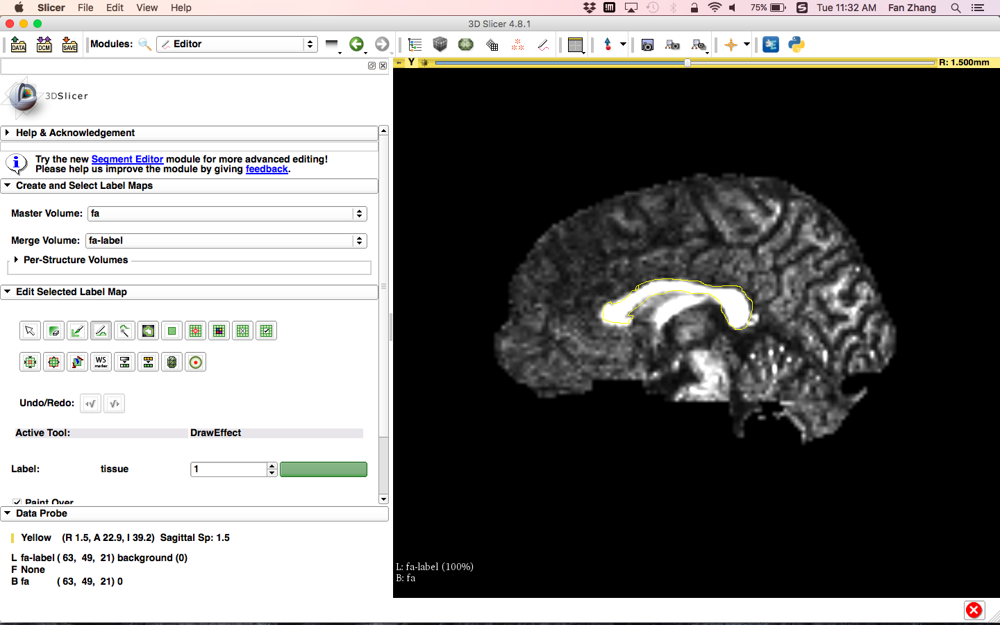 Slicer File Edit View Help 75% Tue 11:32 AM Fan Zhang
3D Slicer 4.8.1
DATA DCM SAVE Modules: Editor
Y R: 1.500mm
3DSlicer
Help & Acknowledgement
Try the new Segment Editor module for more advanced editing!
Please help us improve the module by giving feedback.
Create and Select Label Maps
Master Volume: fa
Merge Volume: fa-label
Per-Structure Volumes
Edit Selected Label Map
WS
marker
Undo/Redo:
Active Tool: DrawEffect
Label: tissue 1
Paint Over
Data Probe
Yellow (R 1.5, A 22.9, I 39.2) Sagittal Sp: 1.5
L fa-label ( 63, 49, 21) background (0)
F None
B fa ( 63, 49, 21) 0
L: fa-label (100%)
B: fa